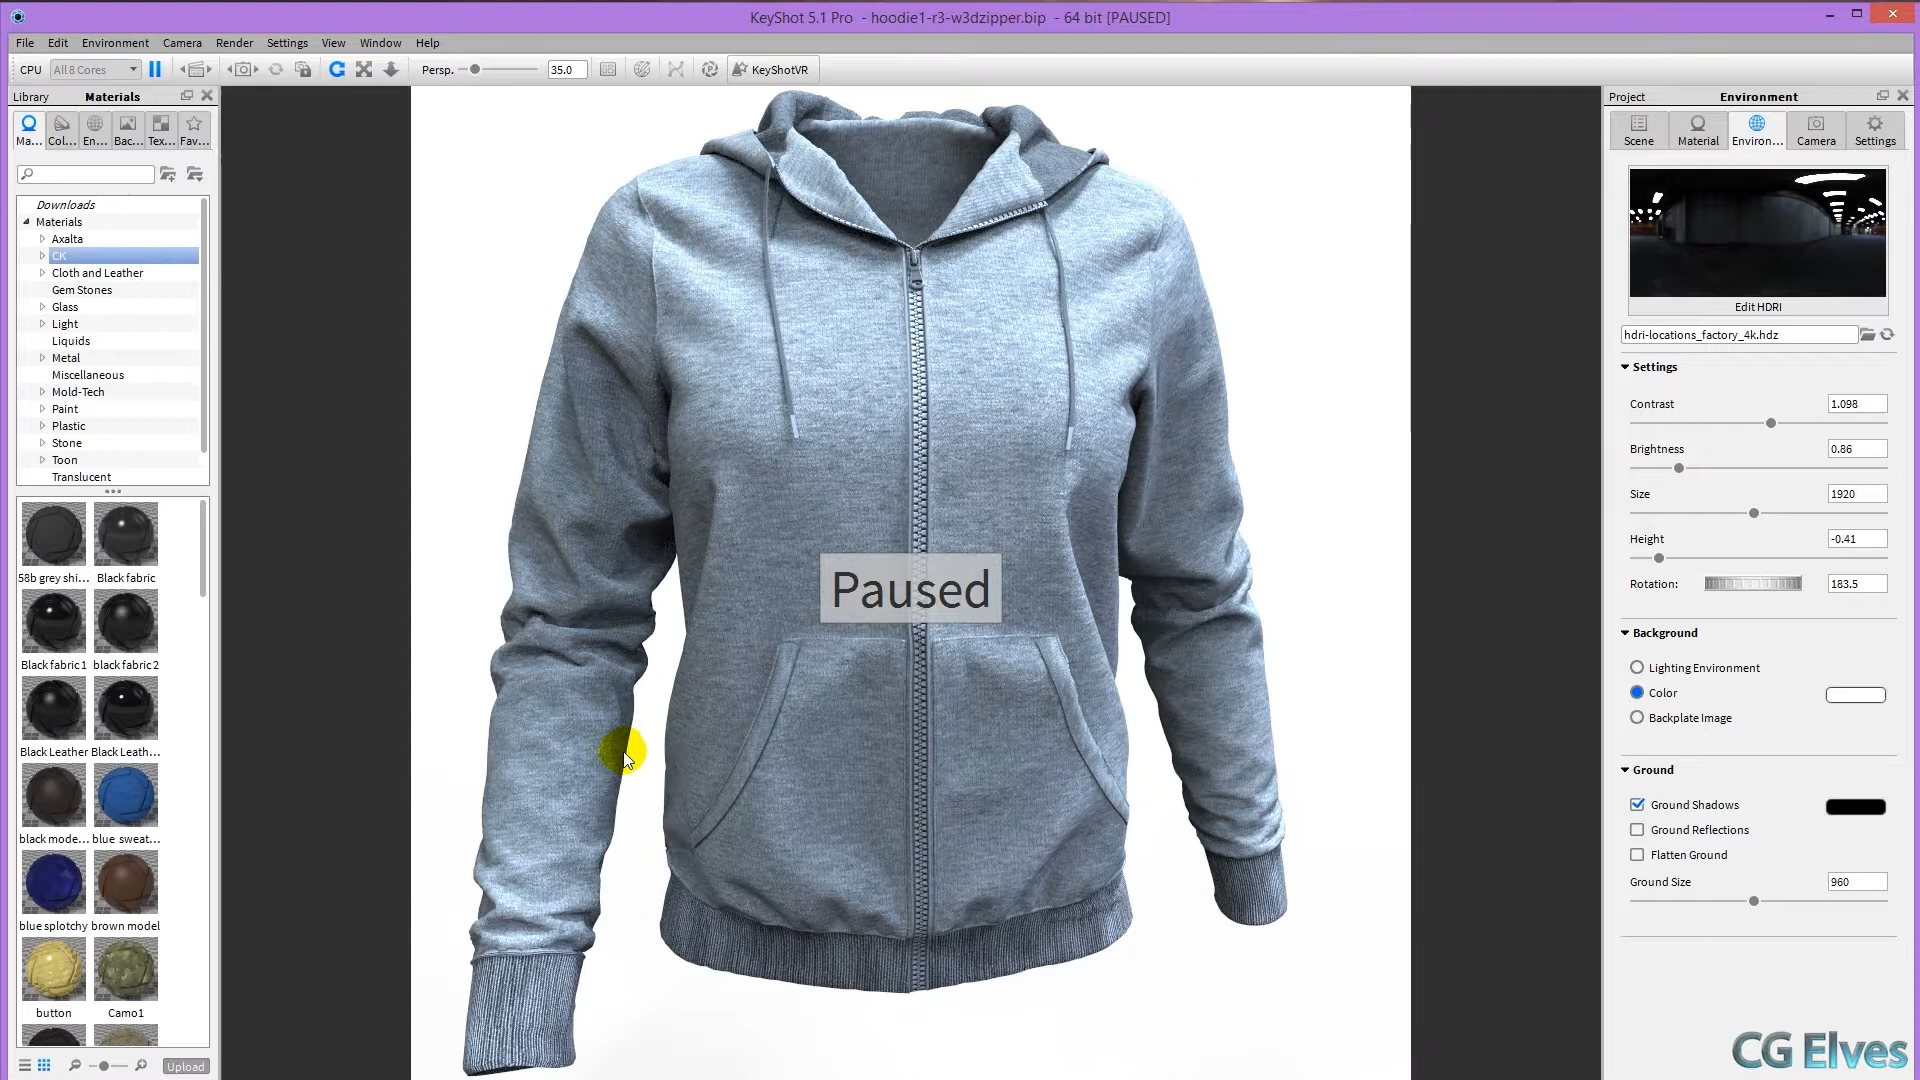 KeyShot 5.1 Pro - hoodie1-r3-w3dzipper.bip - 64 bit [PAUSED]
File Edit Environment Camera Render Settings View Window Help
CPU All 8 Cores Persp. 35.0 KeyShotVR
Library Materials
Ma... Col... En... Bac... Tex... Fav...
Downloads
Materials
Axalta
CK
Cloth and Leather
Gem Stones
Glass
Light
Liquids
Metal
Miscellaneous
Mold-Tech
Paint
Plastic
Stone
Toon
Translucent
58b grey shi... Black fabric
Black fabric 1 black fabric 2
Black Leather Black Leath...
black mode... blue sweat...
blue splotchy brown model
button Camo1
Upload
Paused
Project Environment
Scene Material Environ... Camera Settings
Edit HDRI
hdri-locations_factory_4k.hdz
Settings
Contrast 1.098
Brightness 0.86
Size 1920
Height -0.41
Rotation: 183.5
Background
Lighting Environment
Color
Backplate Image
Ground
Ground Shadows
Ground Reflections
Flatten Ground
Ground Size 960
CG Elves